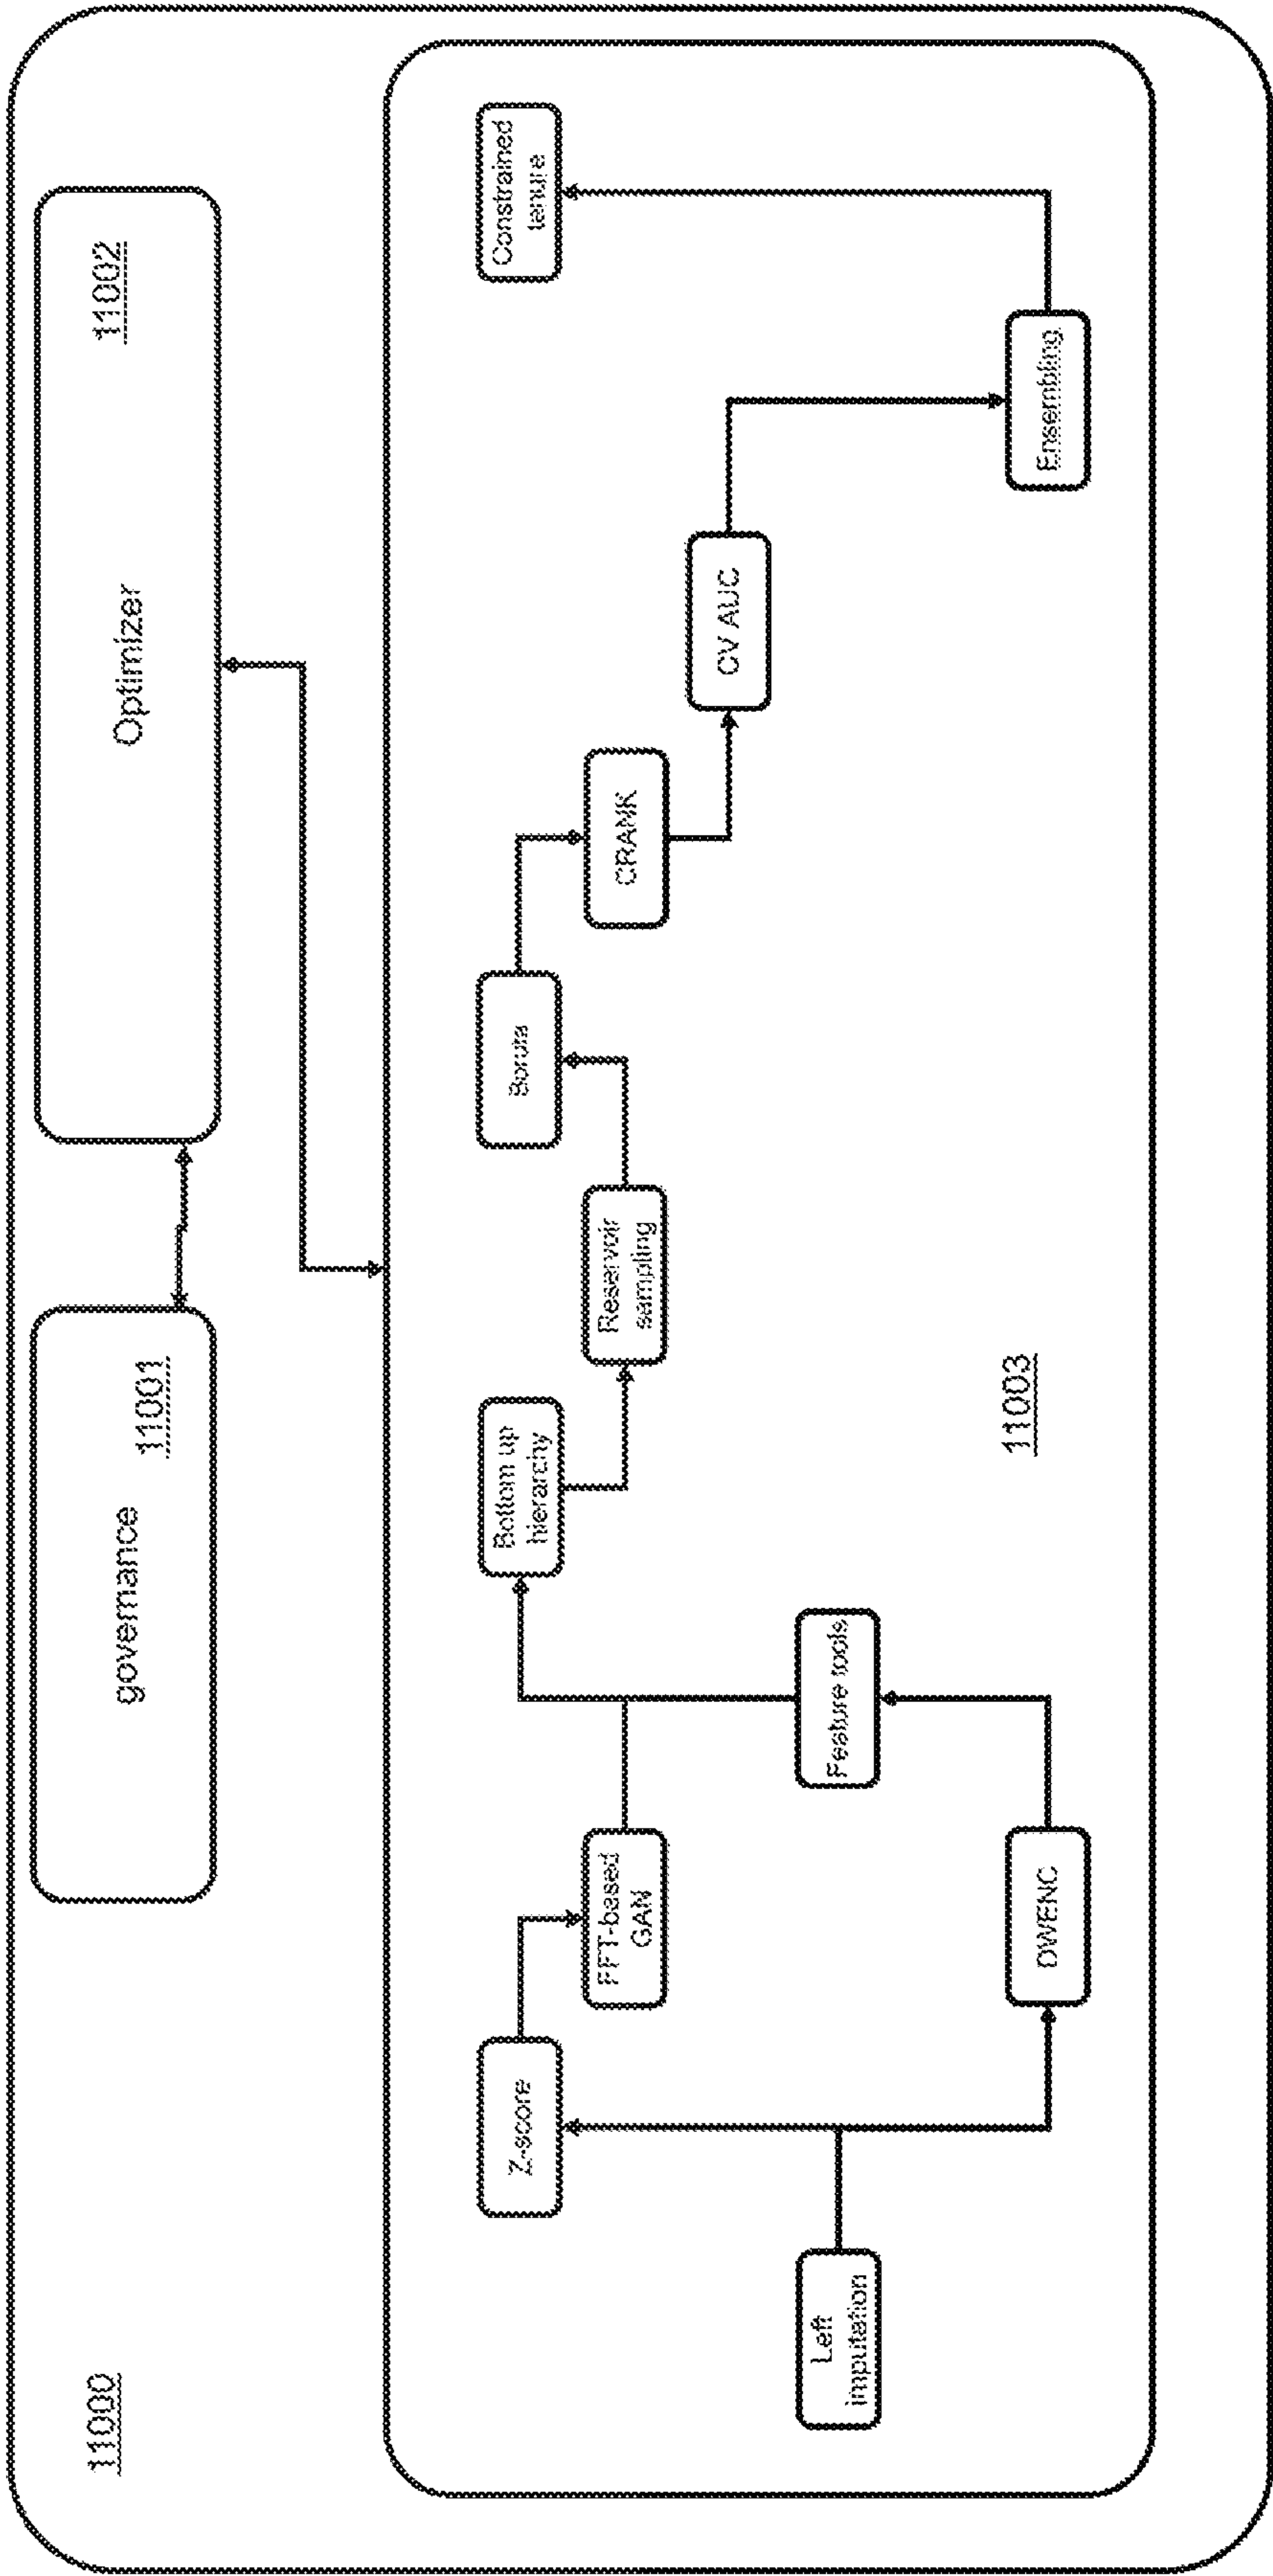 11000
governance
11001
Optimizer
11002
Left
imputation
Z-score
FFT-based
GAN
DWENC
Feature tools
Bottom up
hierarchy
Reservoir
sampling
Boruta
CRANK
CV AUC
Ensembling
Constrained
tenure
11003